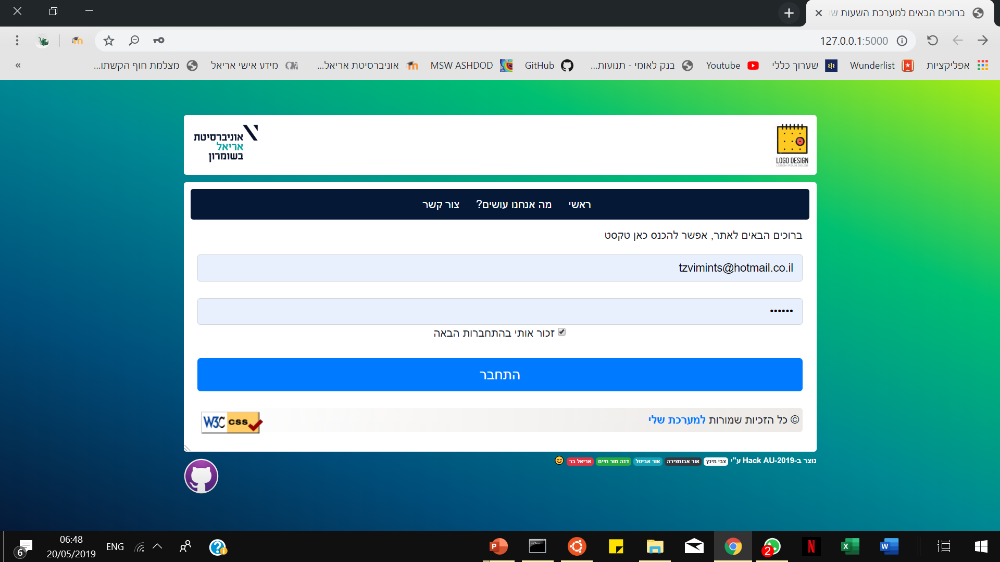 ברוכים הבאים למערכת השעות ש
127.0.0.1:5000
אפליקציות
Wunderlist
שערוך כללי
Youtube
בנק לאומי - תנועות...
GitHub
MSW ASHDOD
אוניברסיטת אריאל...
מידע אישי אריאל
מצלמת חוף הקשתו...
»
LOGO DESIGN
LOREM IPSUM DOLOR
אוניברסיטת
אריאל
בשומרון
ראשי
מה אנחנו עושים?
צור קשר
ברוכים הבאים לאתר, אפשר להכנס כאן טקסט
tzvimints@hotmail.co.il
••••••
זכור אותי בהתחברות הבאה
התחבר
© כל הזכיות שמורות למערכת שלי
W3C css
נוצר ב-Hack AU-2019 ע"י צבי מינץ אור אבוחצירה אור אביטל דנה מור חיים אריאל בר
06:48
20/05/2019
ENG
6
2